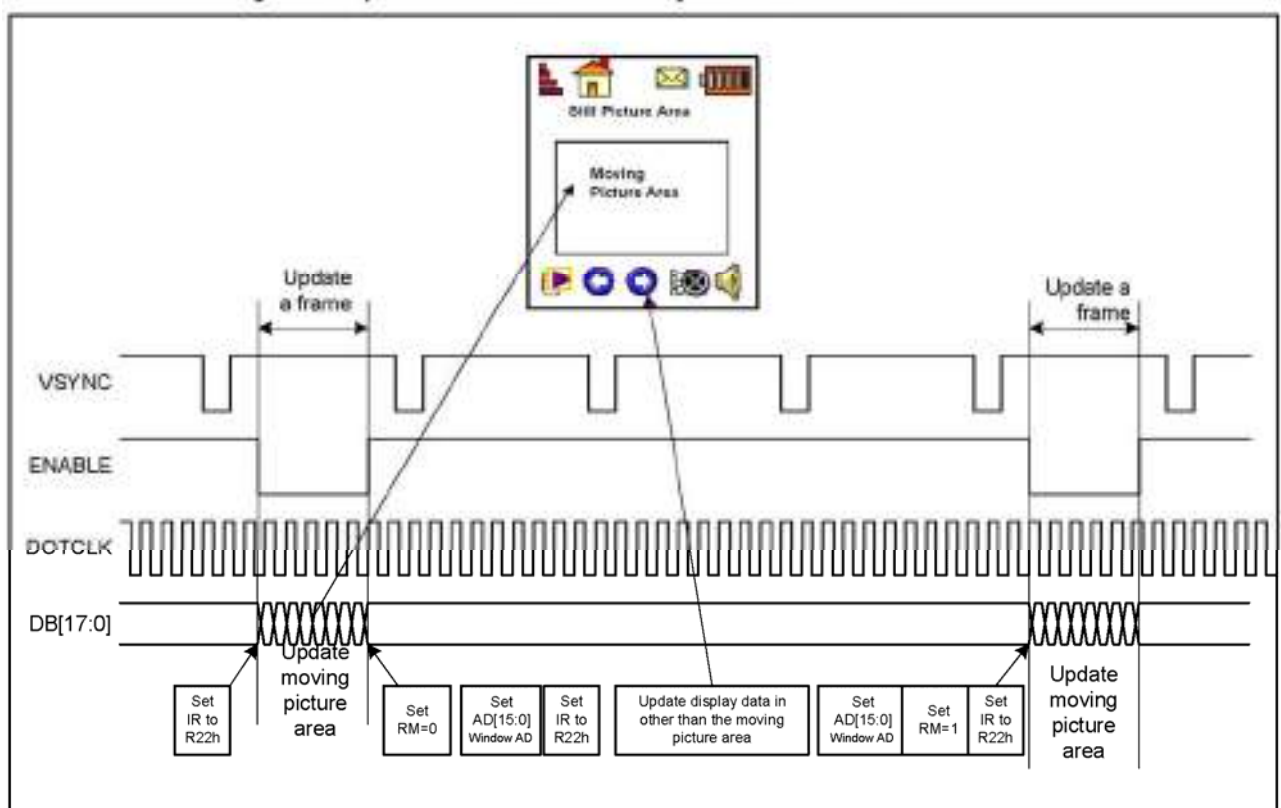 Still Picture Area
Moving
Picture Area
Update
a frame
Update a
frame
VSYNC
ENABLE
DOTCLK
DB[17:0]
Update
moving
picture
area
Update
moving
picture
area
Set
IR to
R22h
Set
RM=0
Set
AD[15:0]
Window AD
Set
IR to
R22h
Update display data in
other than the moving
picture area
Set
AD[15:0]
Window AD
Set
RM=1
Set
IR to
R22h